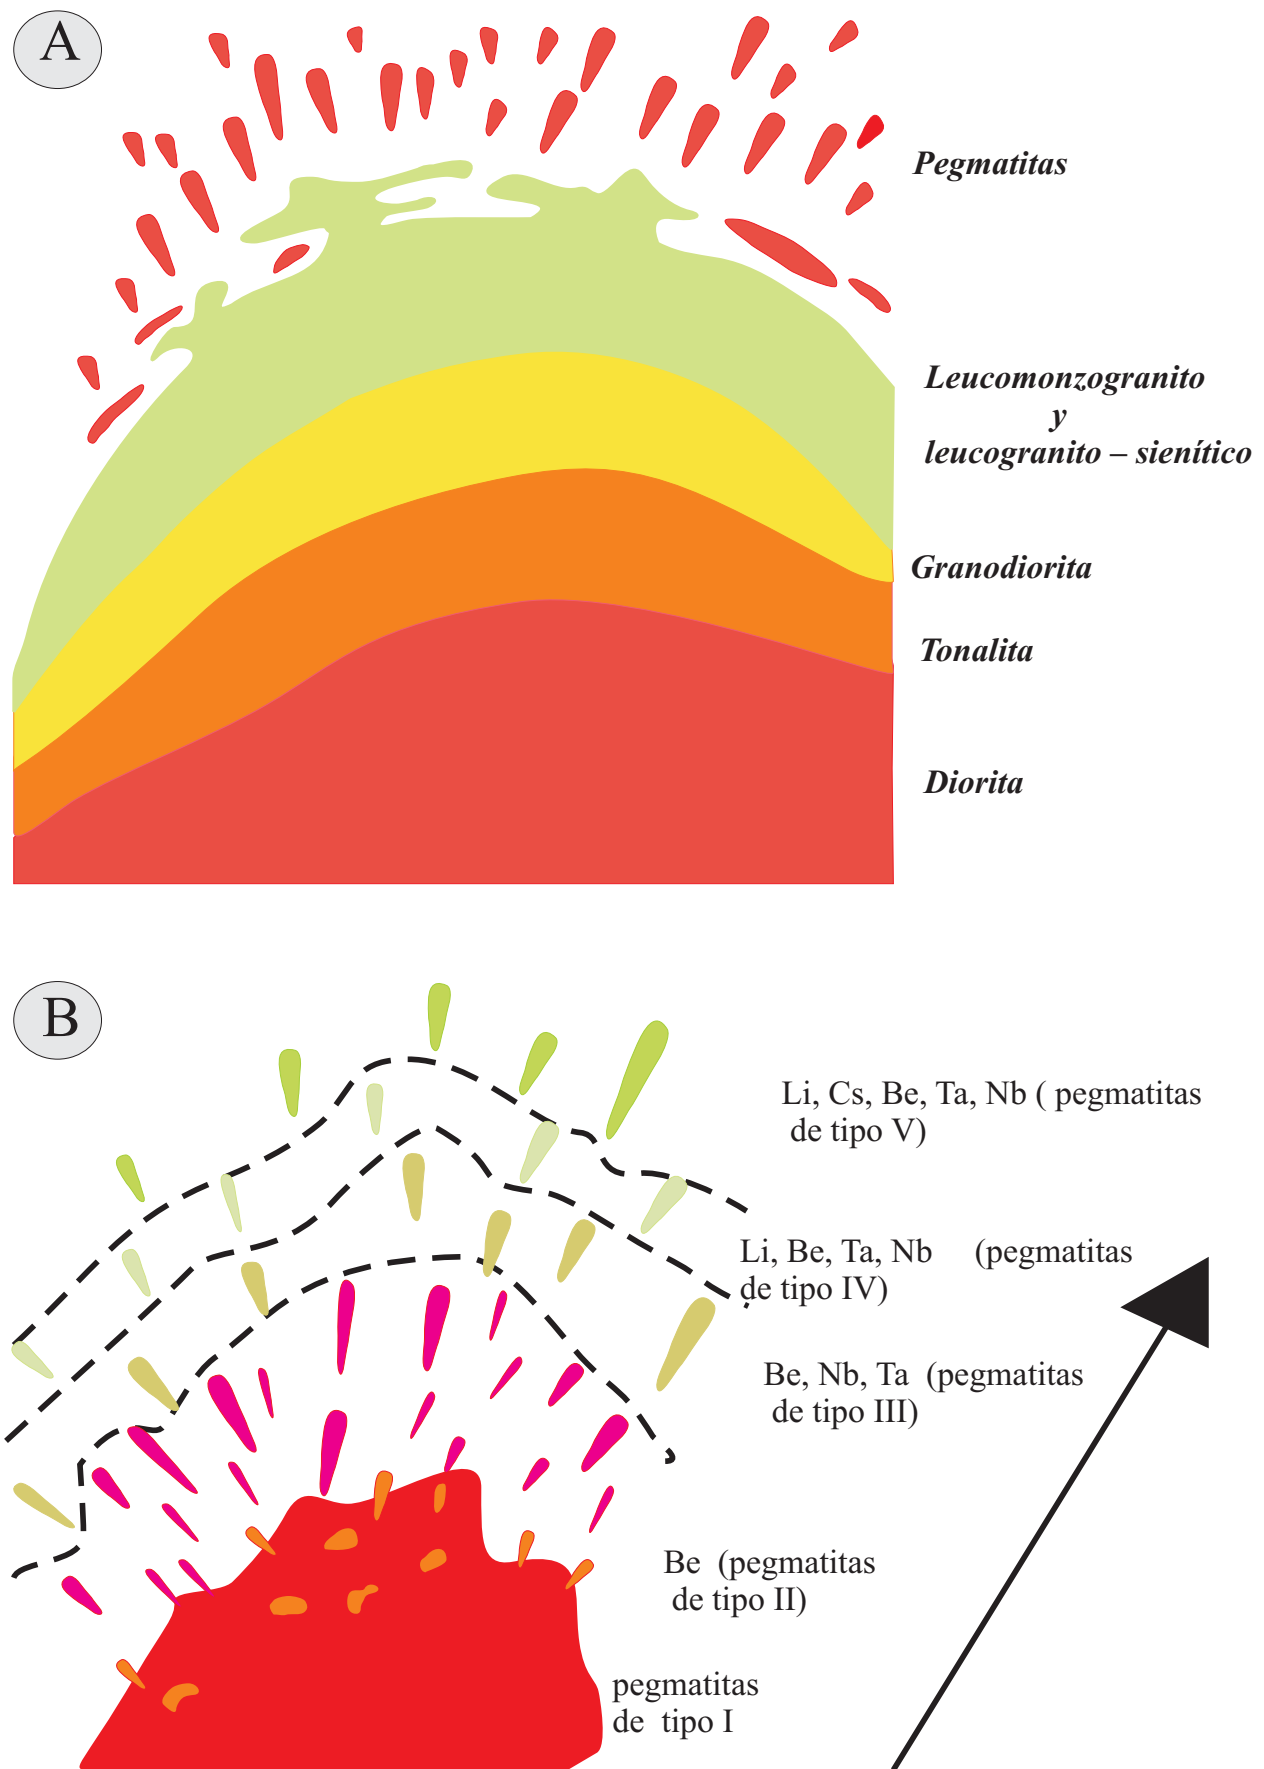 A
Pegmatitas
Leucomonzogranito
y
leucogranito – sienítico
Granodiorita
Tonalita
Diorita
B
Li, Cs, Be, Ta, Nb ( pegmatitas
de tipo V)
Li, Be, Ta, Nb (pegmatitas
de tipo IV)
Be, Nb, Ta (pegmatitas
de tipo III)
Be (pegmatitas
de tipo II)
pegmatitas
de tipo I